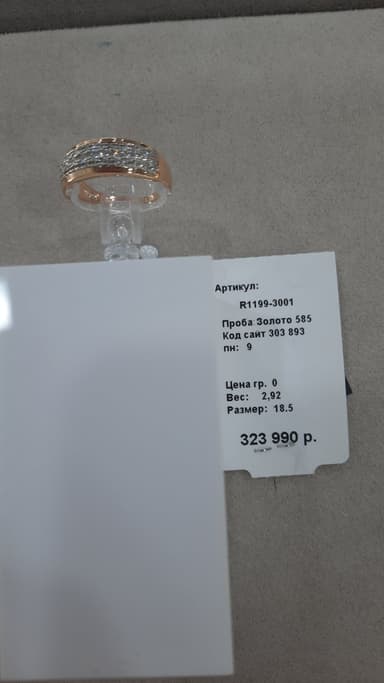 Артикул:
R1199-3001
Проба Золото 585
Код сайт 303 893
пн: 9
Цена гр. 0
Вес: 2,92
Размер: 18.5
323 990 р.